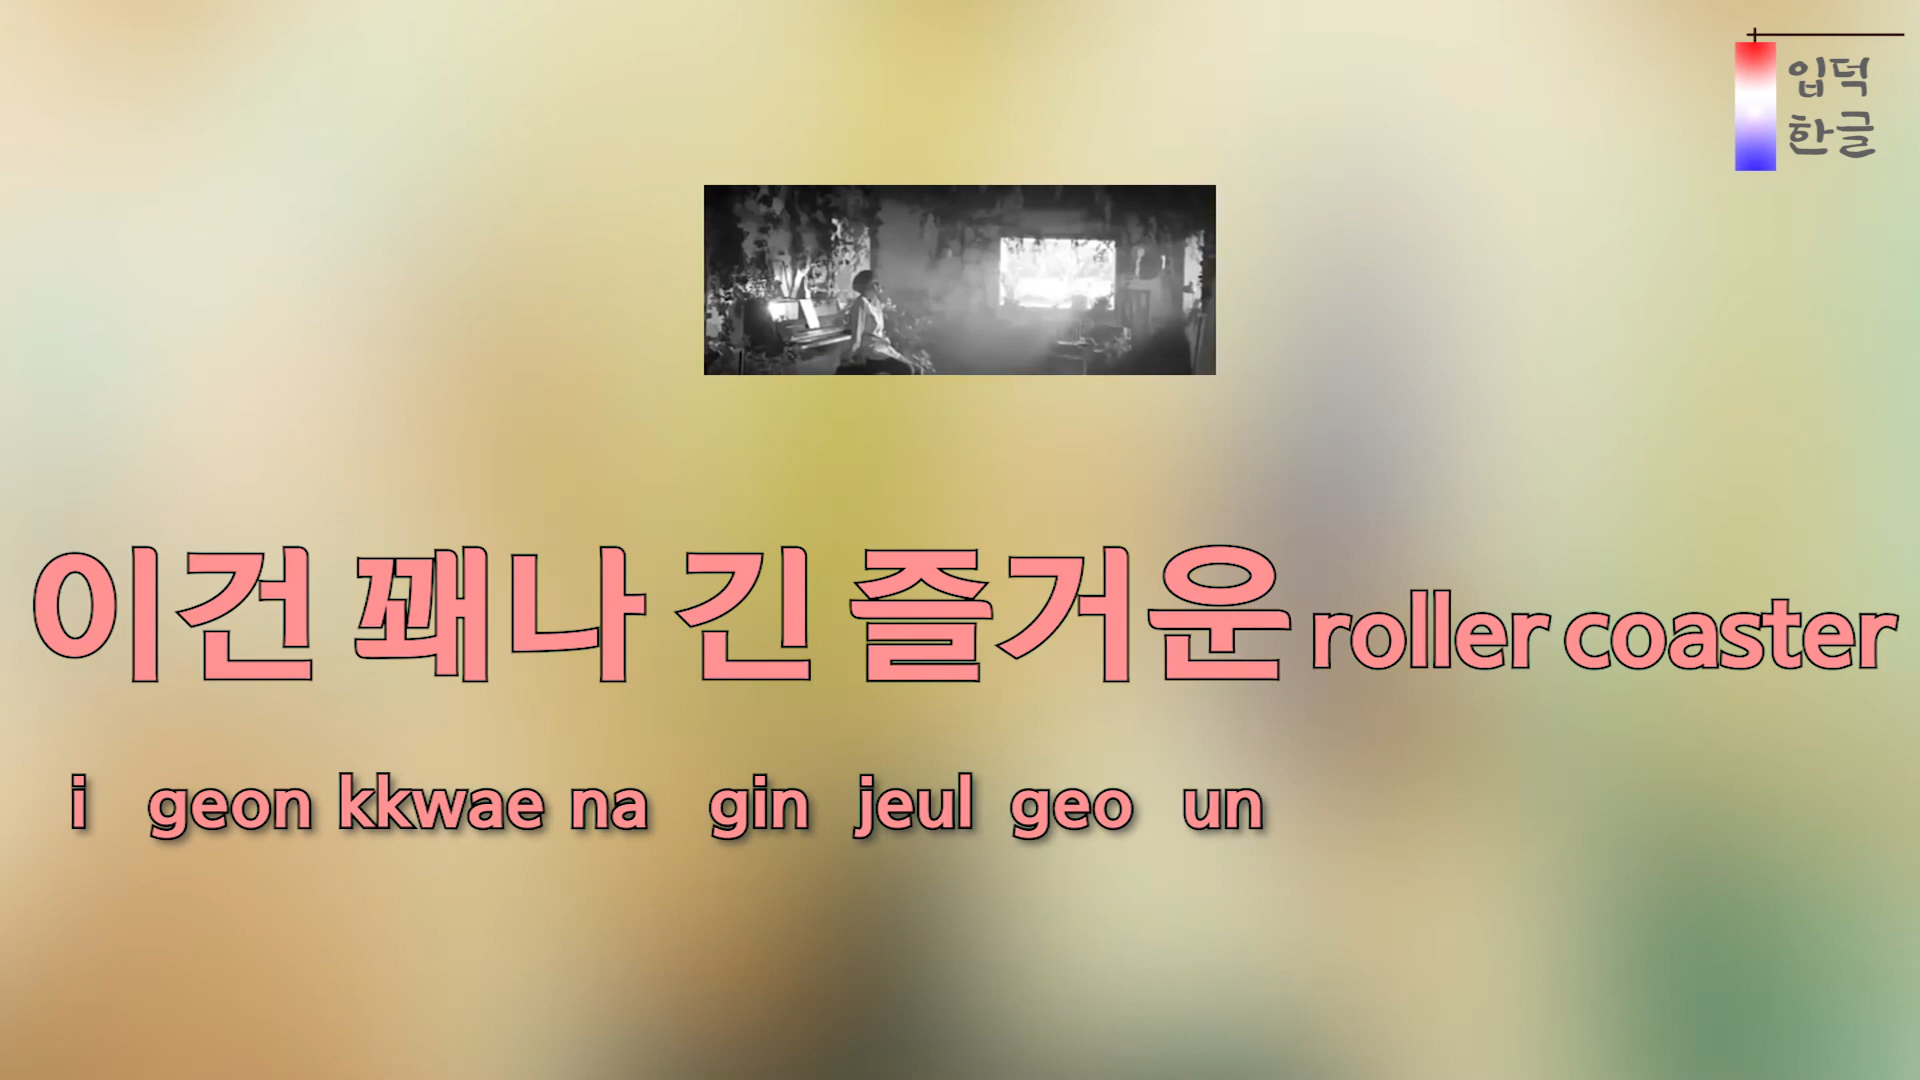 입덕
한글
이건 꽤나 긴 즐거운 roller coaster
i geon kkwae na gin jeul geo un